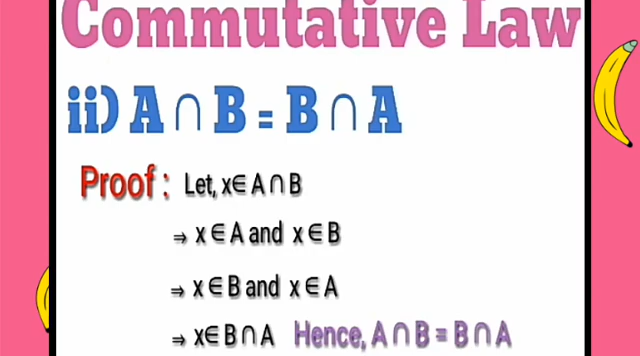 Commutative Law
ii) A ∩ B = B ∩ A
Proof : Let, x∈ A ∩ B
⇒ x ∈ A and x ∈ B
⇒ x ∈ B and x ∈ A
⇒ x∈ B ∩ A Hence, A ∩ B = B ∩ A